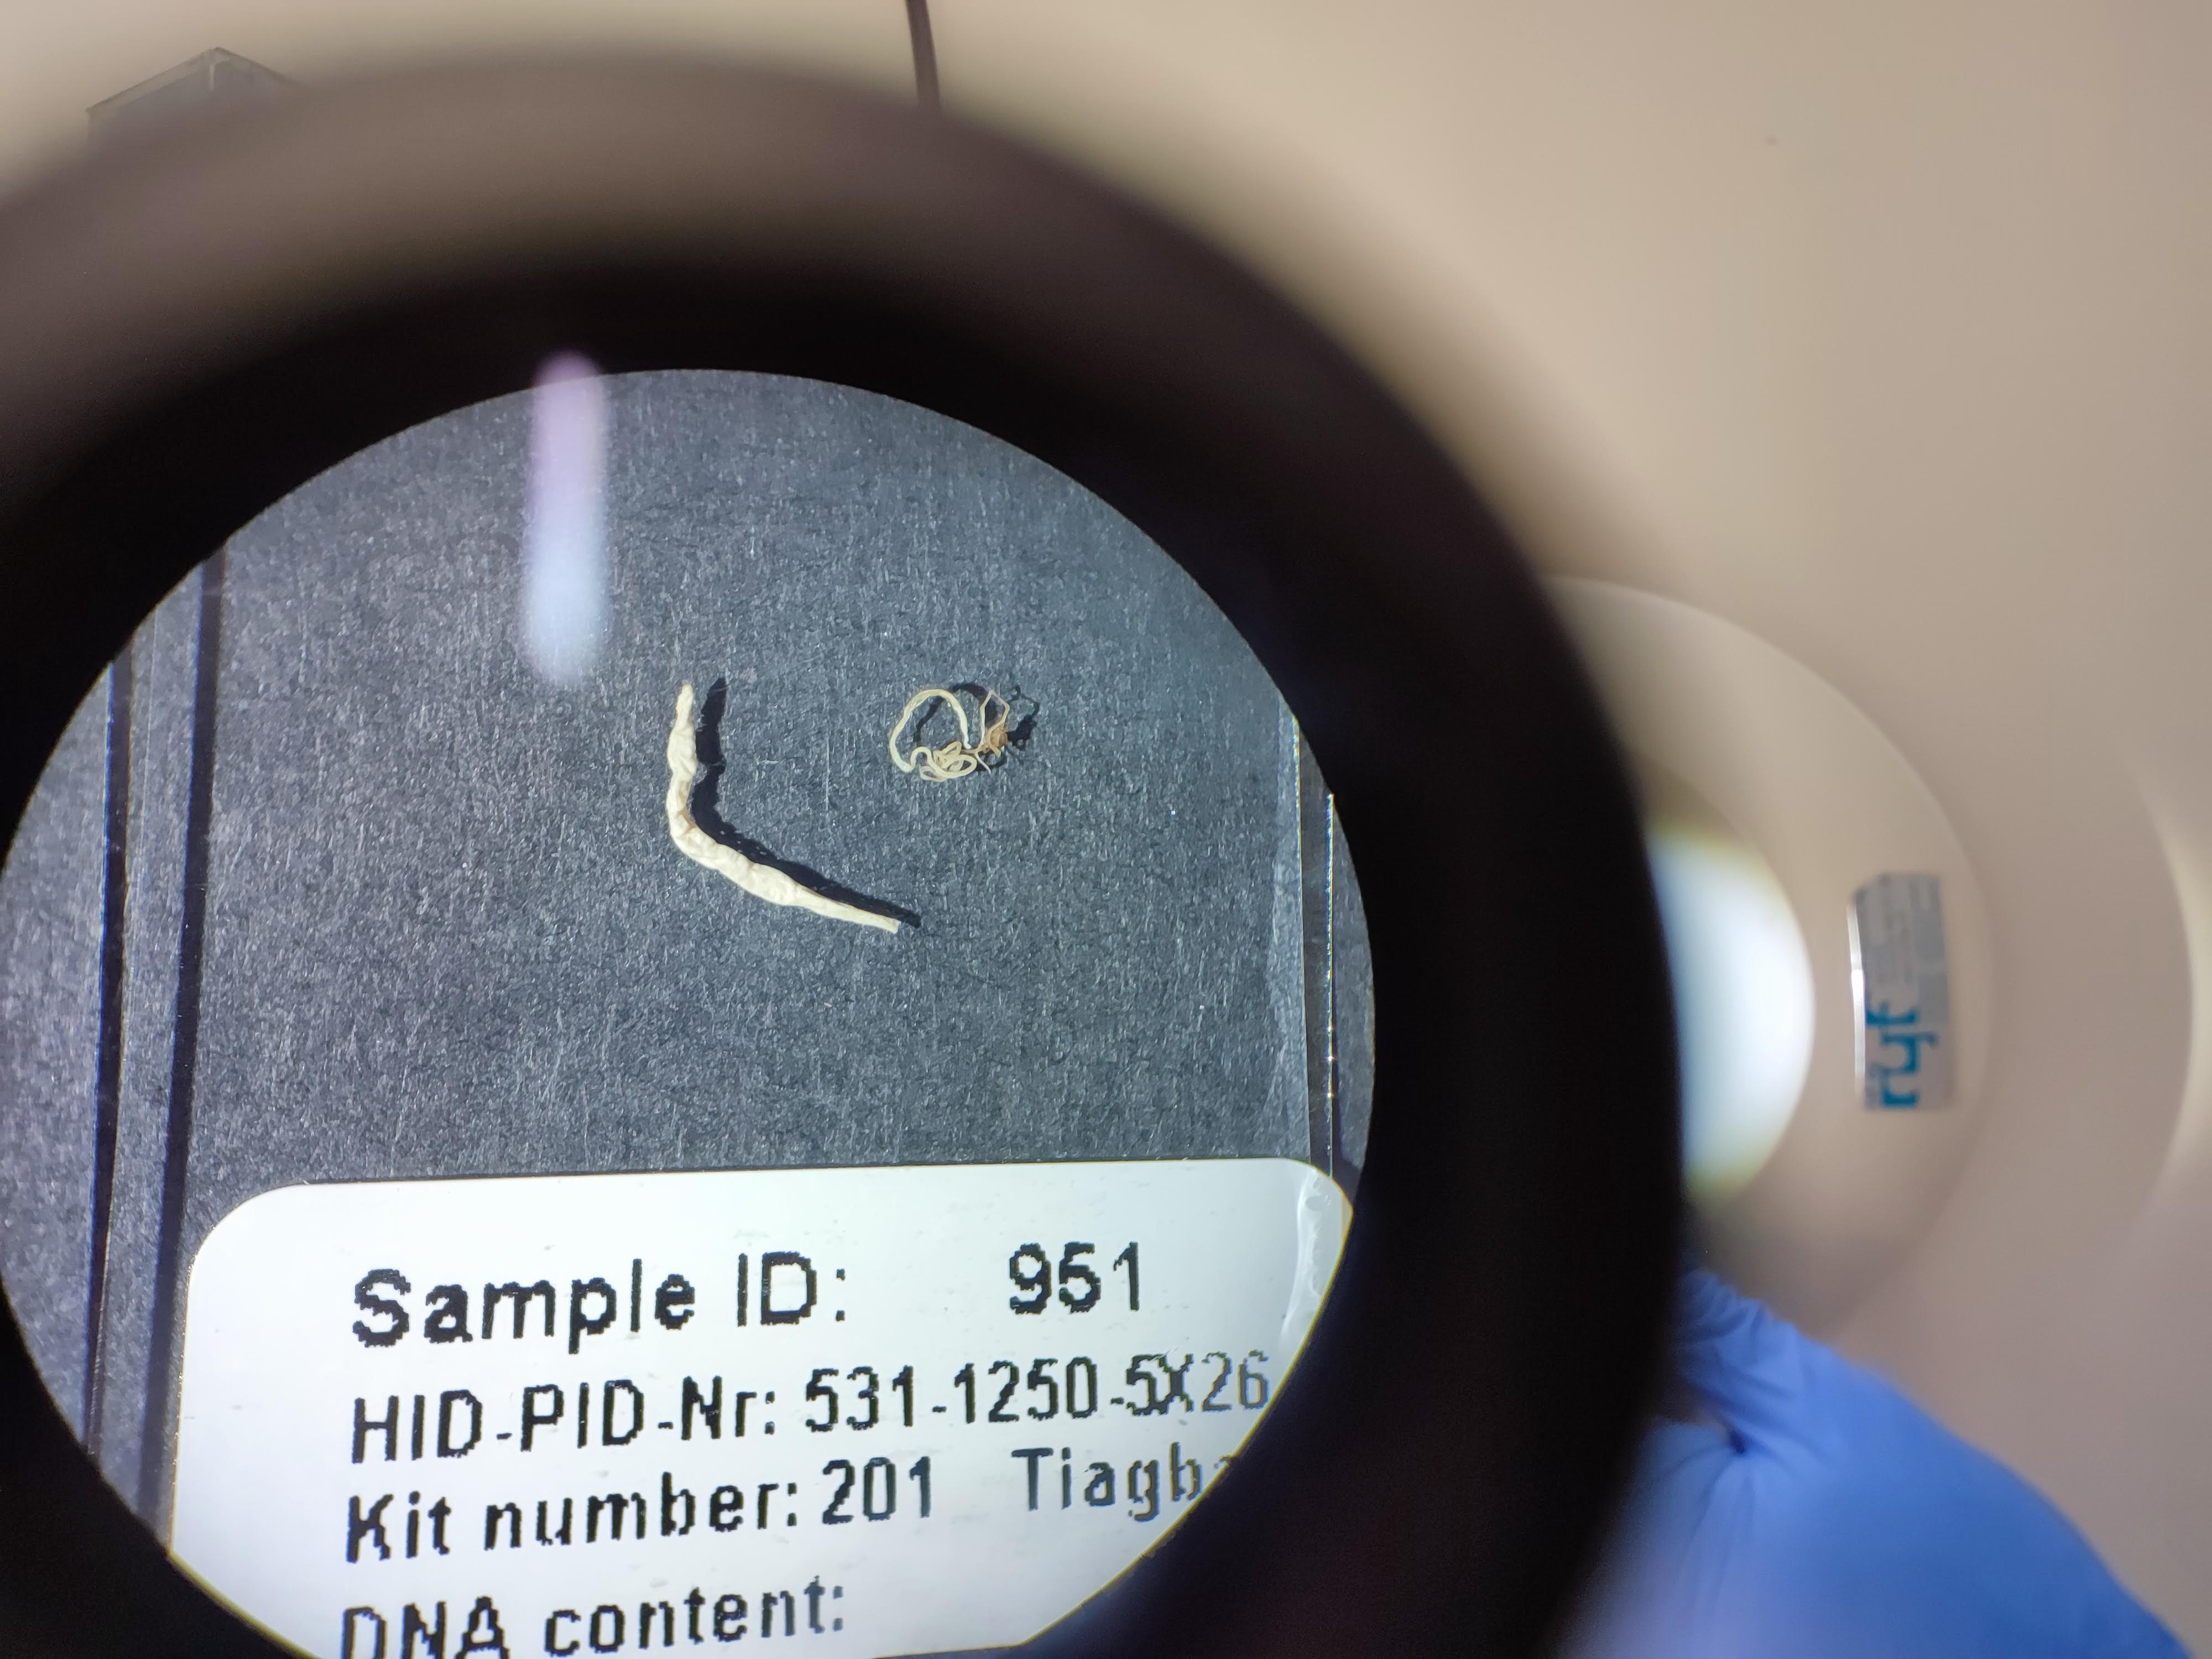 Sample ID: 951
HID-PID-Nr: 531-1250-5X26
Kit number: 201
DNA content:
ryf